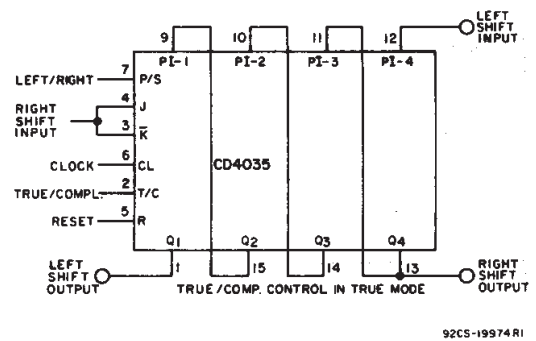 LEFT
SHIFT
INPUT
9
10
11
12
PI-1
PI-2
PI-3
PI-4
LEFT/RIGHT
7
P/S
RIGHT
SHIFT
INPUT
4
J
3
K̅
CLOCK
6
CL
CD4035
TRUE/COMPL.
2
T/C
RESET
5
R
Q1
Q2
Q3
Q4
LEFT
SHIFT
OUTPUT
1
15
14
13
RIGHT
SHIFT
OUTPUT
TRUE/COMP. CONTROL IN TRUE MODE
92CS-19974R1